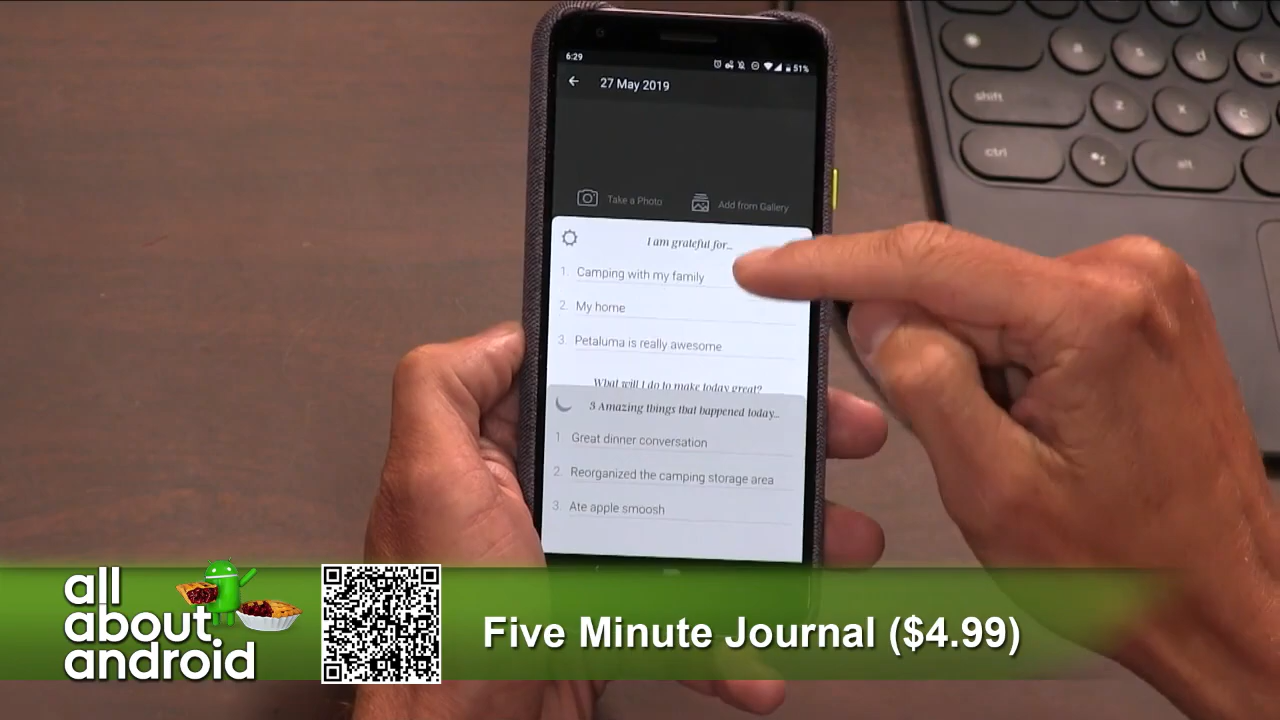 6:29
51%
27 May 2019
Take a Photo
Add from Gallery
I am grateful for...
1. Camping with my family
2. My home
3. Petaluma is really awesome
What will I do to make today great?
3 Amazing things that happened today...
1 Great dinner conversation
2. Reorganized the camping storage area
3. Ate apple smoosh
a
s
d
f
shift
z
x
c
ctrl
alt
all
about
android
Five Minute Journal ($4.99)